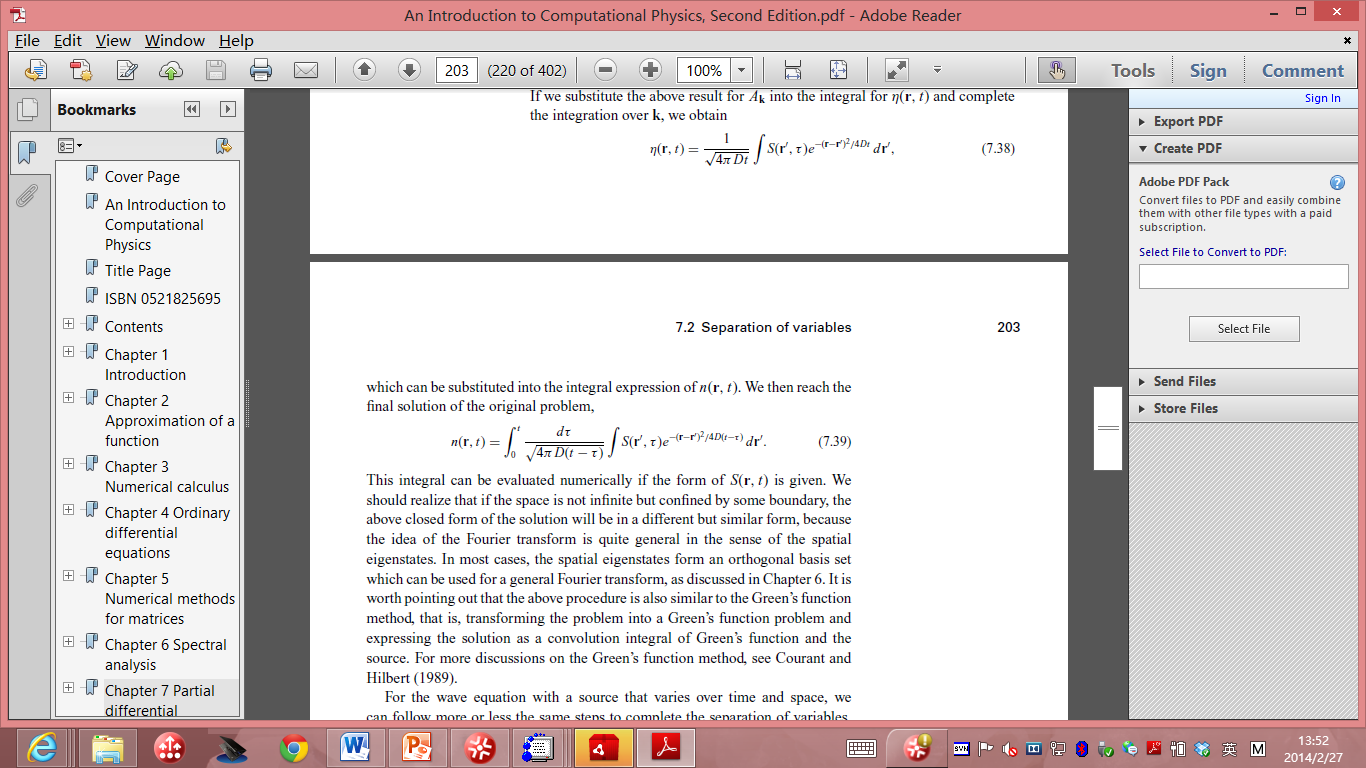 An Introduction to Computational Physics, Second Edition.pdf - Adobe Reader
File Edit View Window Help
203 (220 of 402) 100% Tools Sign Comment
Bookmarks
Cover Page
An Introduction to
Computational
Physics
Title Page
ISBN 0521825695
Contents
Chapter 1
Introduction
Chapter 2
Approximation of a
function
Chapter 3
Numerical calculus
Chapter 4 Ordinary
differential
equations
Chapter 5
Numerical methods
for matrices
Chapter 6 Spectral
analysis
Chapter 7 Partial
differential
If we substitute the above result for A_k into the integral for η(r, t) and complete
the integration over k, we obtain
η(r, t) = 1/√(4π Dt) ∫ S(r′, τ)e^{−(r−r′)²/4Dt} dr′, (7.38)
7.2 Separation of variables 203
which can be substituted into the integral expression of n(r, t). We then reach the
final solution of the original problem,
n(r, t) = ∫₀ᵗ dτ/√(4π D(t − τ)) ∫ S(r′, τ)e^{−(r−r′)²/4D(t−τ)} dr′. (7.39)
This integral can be evaluated numerically if the form of S(r, t) is given. We
should realize that if the space is not infinite but confined by some boundary, the
above closed form of the solution will be in a different but similar form, because
the idea of the Fourier transform is quite general in the sense of the spatial
eigenstates. In most cases, the spatial eigenstates form an orthogonal basis set
which can be used for a general Fourier transform, as discussed in Chapter 6. It is
worth pointing out that the above procedure is also similar to the Green's function
method, that is, transforming the problem into a Green's function problem and
expressing the solution as a convolution integral of Green's function and the
source. For more discussions on the Green's function method, see Courant and
Hilbert (1989).
For the wave equation with a source that varies over time and space, we
can follow more or less the same steps to complete the separation of variables.
Sign In
Export PDF
Create PDF
Adobe PDF Pack
Convert files to PDF and easily combine
them with other file types with a paid
subscription.
Select File to Convert to PDF:
Select File
Send Files
Store Files
SVN
英
M
13:52
2014/2/27